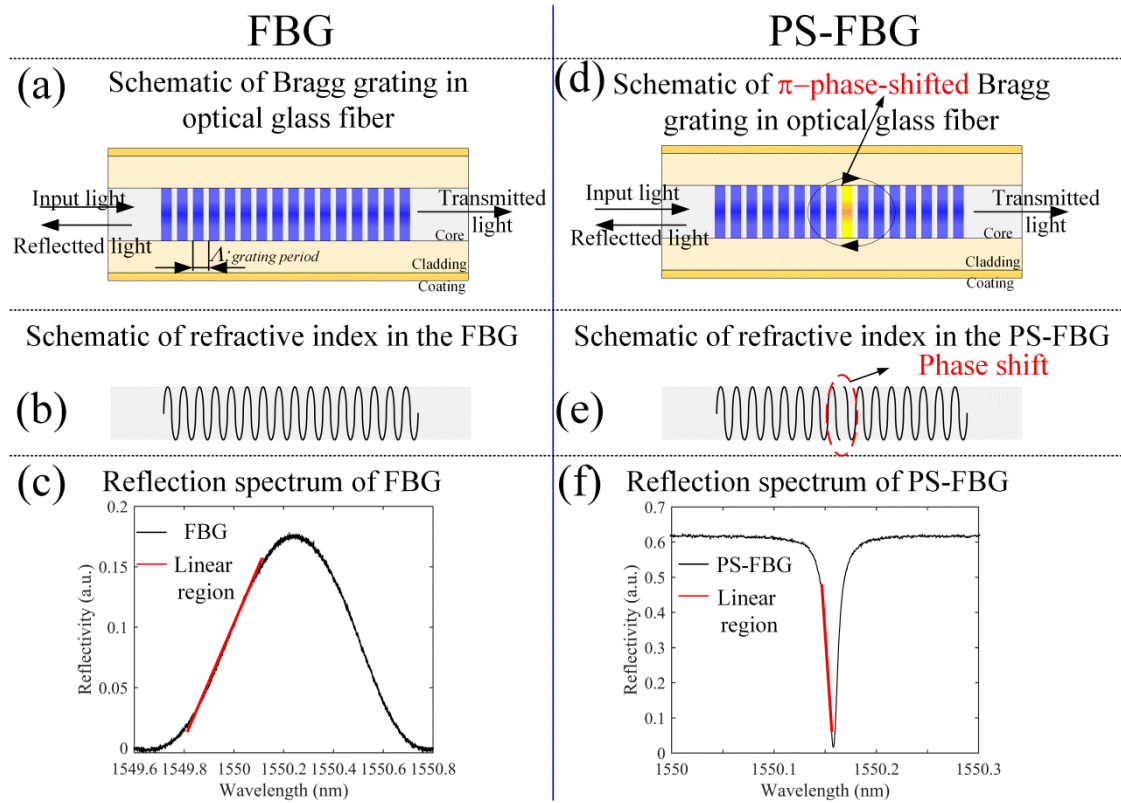 FBG
(a)
Schematic of Bragg grating in
optical glass fiber
Input light
Reflectted light
Transmitted
light
Core
Λ: grating period
Cladding
Coating
Schematic of refractive index in the FBG
(b)
(c)
Reflection spectrum of FBG
FBG
Linear
region
Reflectivity (a.u.)
0.2
0.15
0.1
0.05
0
1549.6 1549.8 1550 1550.2 1550.4 1550.6 1550.8
Wavelength (nm)
PS-FBG
(d)
Schematic of π−phase-shifted Bragg
grating in optical glass fiber
Input light
Reflectted light
Transmitted
light
Core
Cladding
Coating
Schematic of refractive index in the PS-FBG
Phase shift
(e)
(f)
Reflection spectrum of PS-FBG
PS-FBG
Linear
region
Reflectivity (a.u.)
0.7
0.6
0.5
0.4
0.3
0.2
0.1
0
1550 1550.1 1550.2 1550.3
Wavelength (nm)